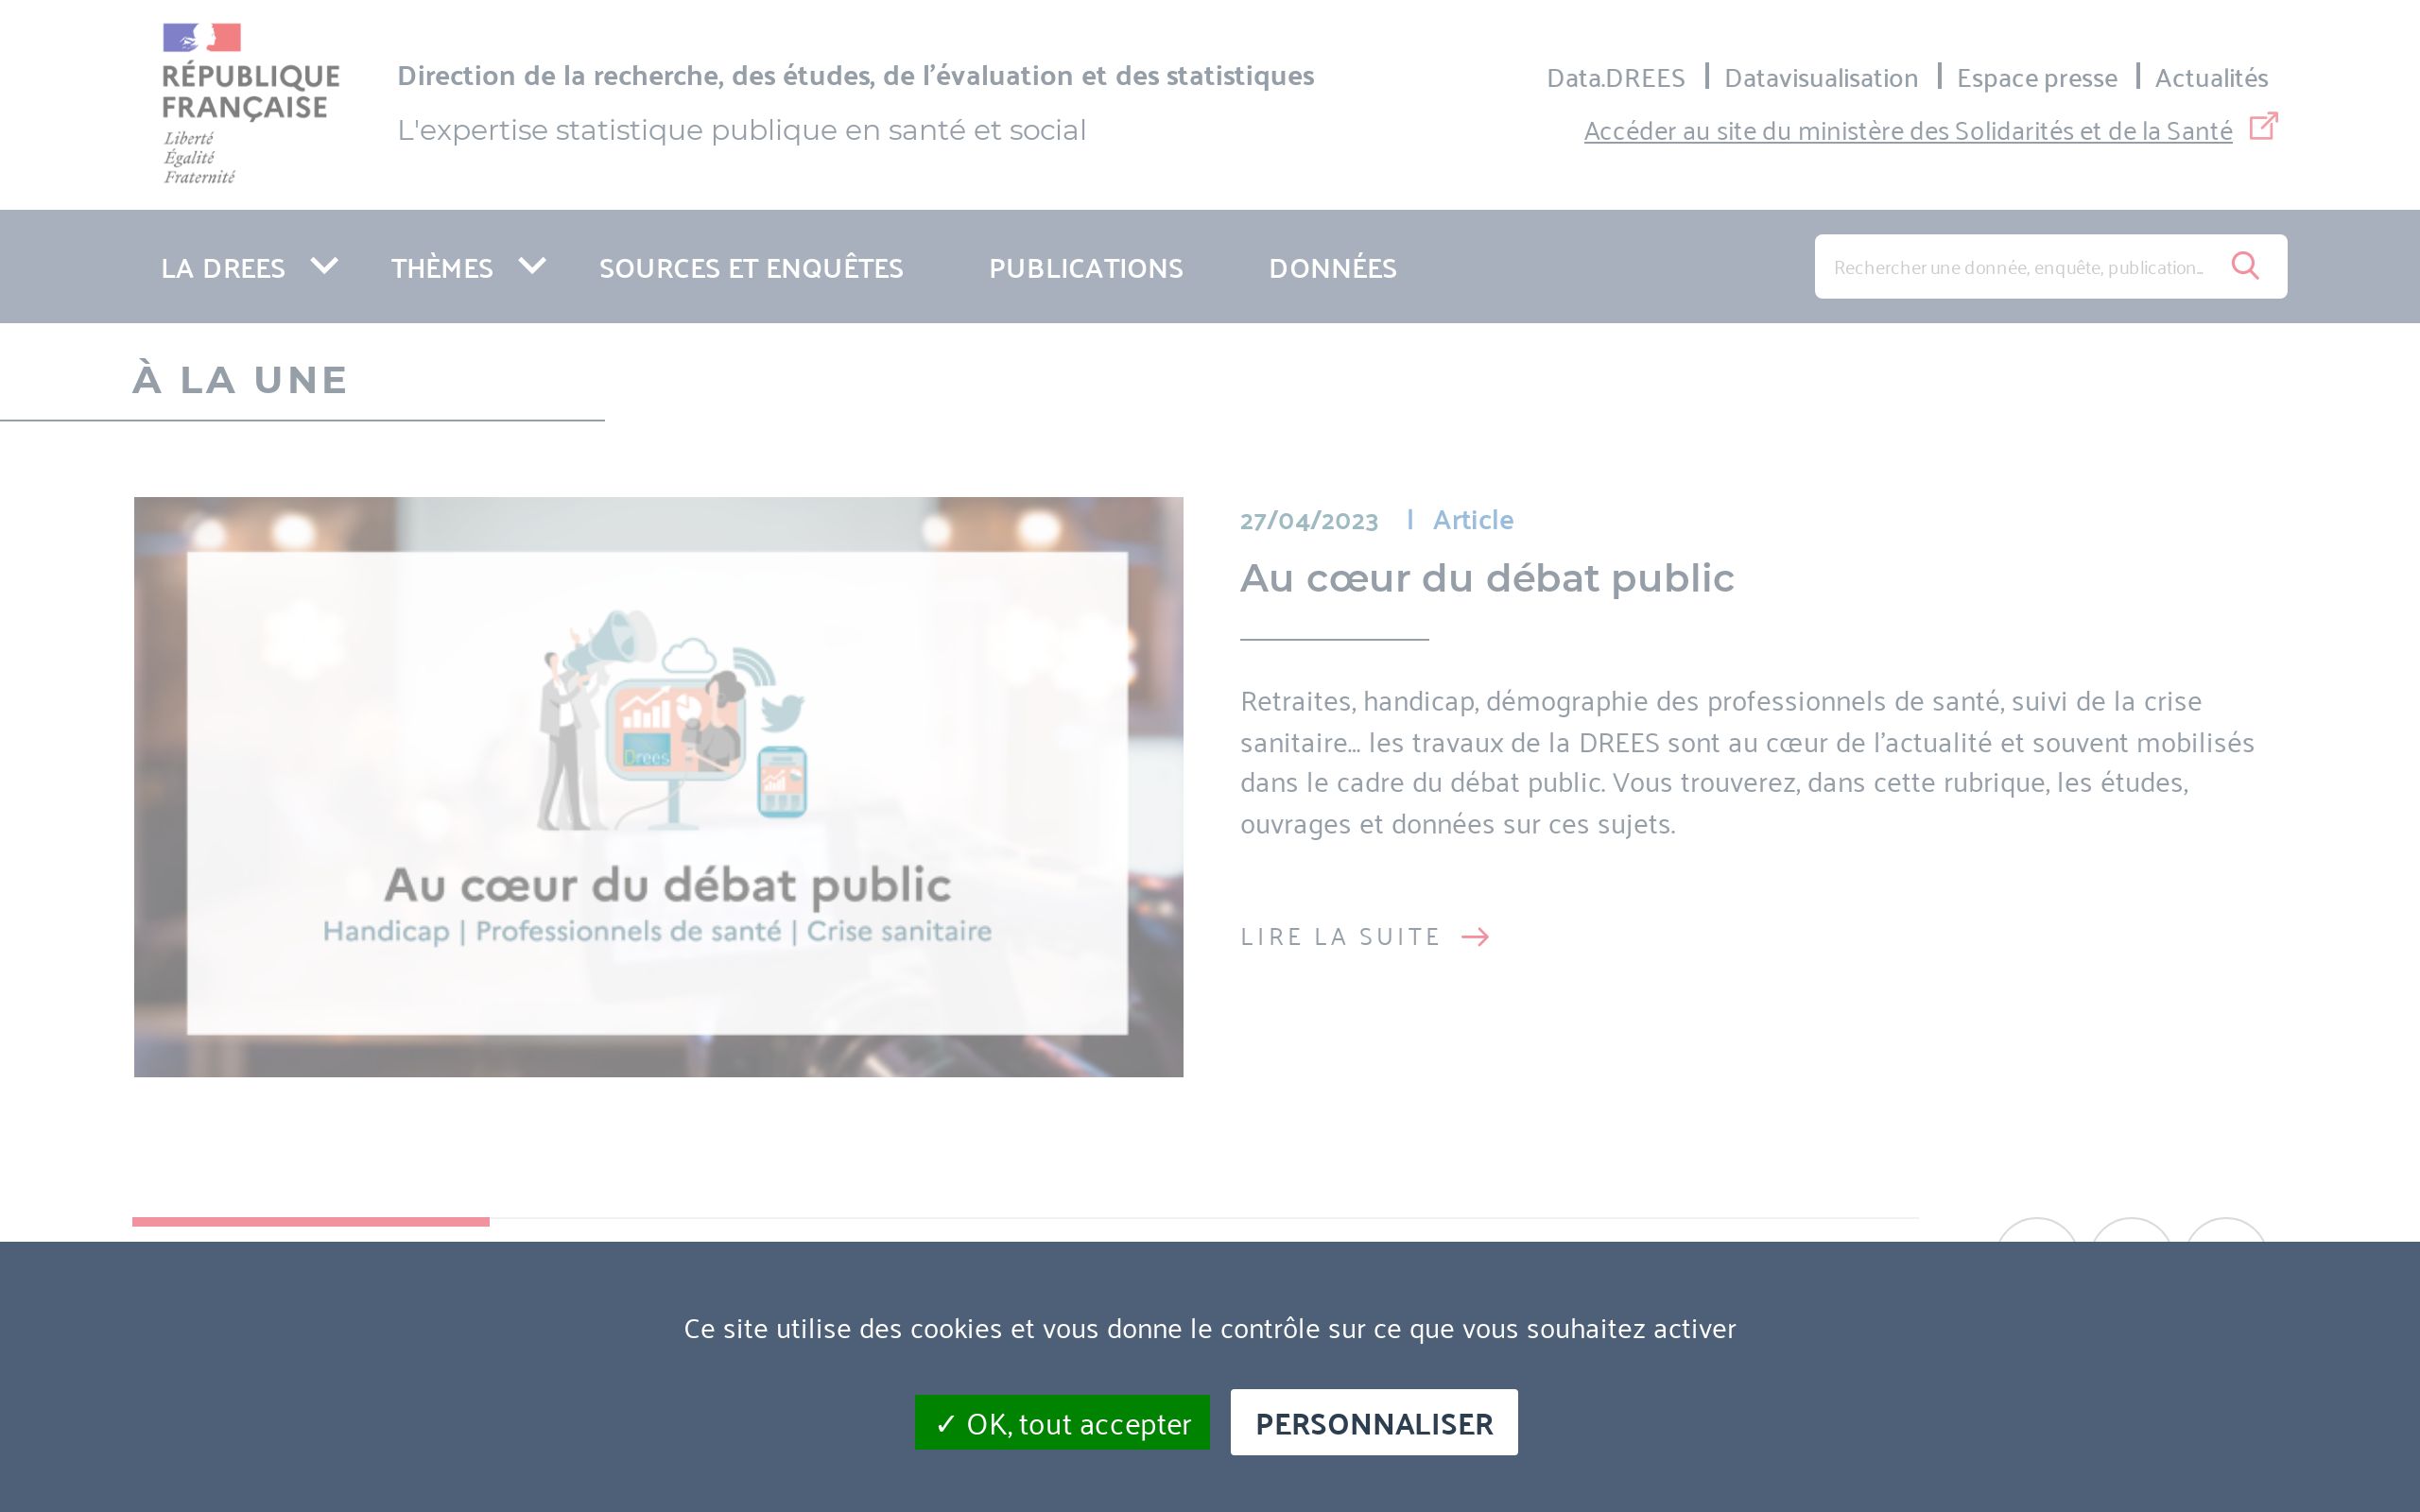 RÉPUBLIQUE
FRANÇAISE
Liberté
Égalité
Fraternité
Direction de la recherche, des études, de l'évaluation et des statistiques
L'expertise statistique publique en santé et social
Data.DREES | Datavisualisation | Espace presse | Actualités
Accéder au site du ministère des Solidarités et de la Santé
LA DREES THÈMES SOURCES ET ENQUÊTES PUBLICATIONS DONNÉES
Rechercher une donnée, enquête, publication...
À LA UNE
Drees
Au cœur du débat public
Handicap | Professionnels de santé | Crise sanitaire
27/04/2023 | Article
Au cœur du débat public
Retraites, handicap, démographie des professionnels de santé, suivi de la crise
sanitaire... les travaux de la DREES sont au cœur de l'actualité et souvent mobilisés
dans le cadre du débat public. Vous trouverez, dans cette rubrique, les études,
ouvrages et données sur ces sujets.
LIRE LA SUITE
Ce site utilise des cookies et vous donne le contrôle sur ce que vous souhaitez activer
✓ OK, tout accepter
PERSONNALISER